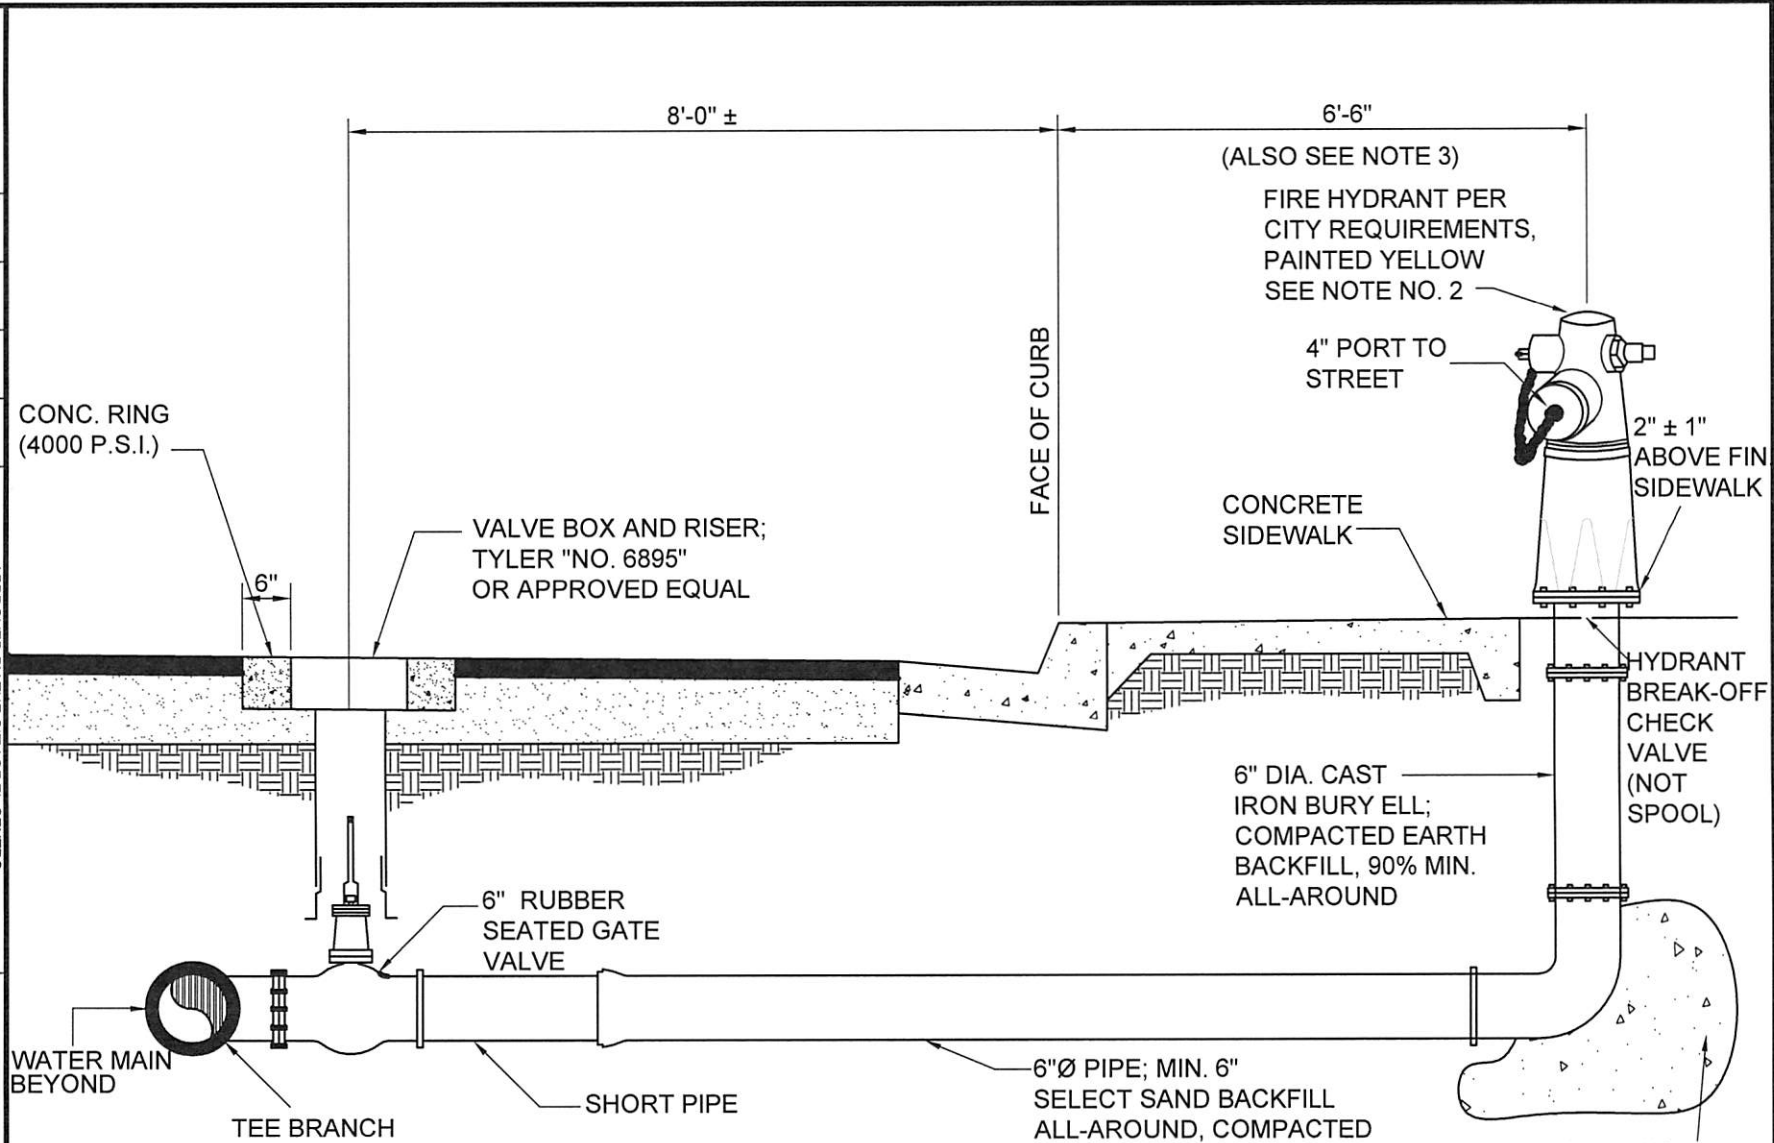 8'-0" ±
6'-6"
(ALSO SEE NOTE 3)
FIRE HYDRANT PER
CITY REQUIREMENTS,
PAINTED YELLOW
SEE NOTE NO. 2
4" PORT TO
STREET
FACE OF CURB
2" ± 1"
ABOVE FIN
SIDEWALK
CONC. RING
(4000 P.S.I.)
CONCRETE
SIDEWALK
VALVE BOX AND RISER;
TYLER "NO. 6895"
OR APPROVED EQUAL
6"
HYDRANT
BREAK-OFF
CHECK
VALVE
(NOT
SPOOL)
6" DIA. CAST
IRON BURY ELL;
COMPACTED EARTH
BACKFILL, 90% MIN.
ALL-AROUND
6" RUBBER
SEATED GATE
VALVE
WATER MAIN
BEYOND
TEE BRANCH
SHORT PIPE
6"Ø PIPE; MIN. 6"
SELECT SAND BACKFILL
ALL-AROUND, COMPACTED